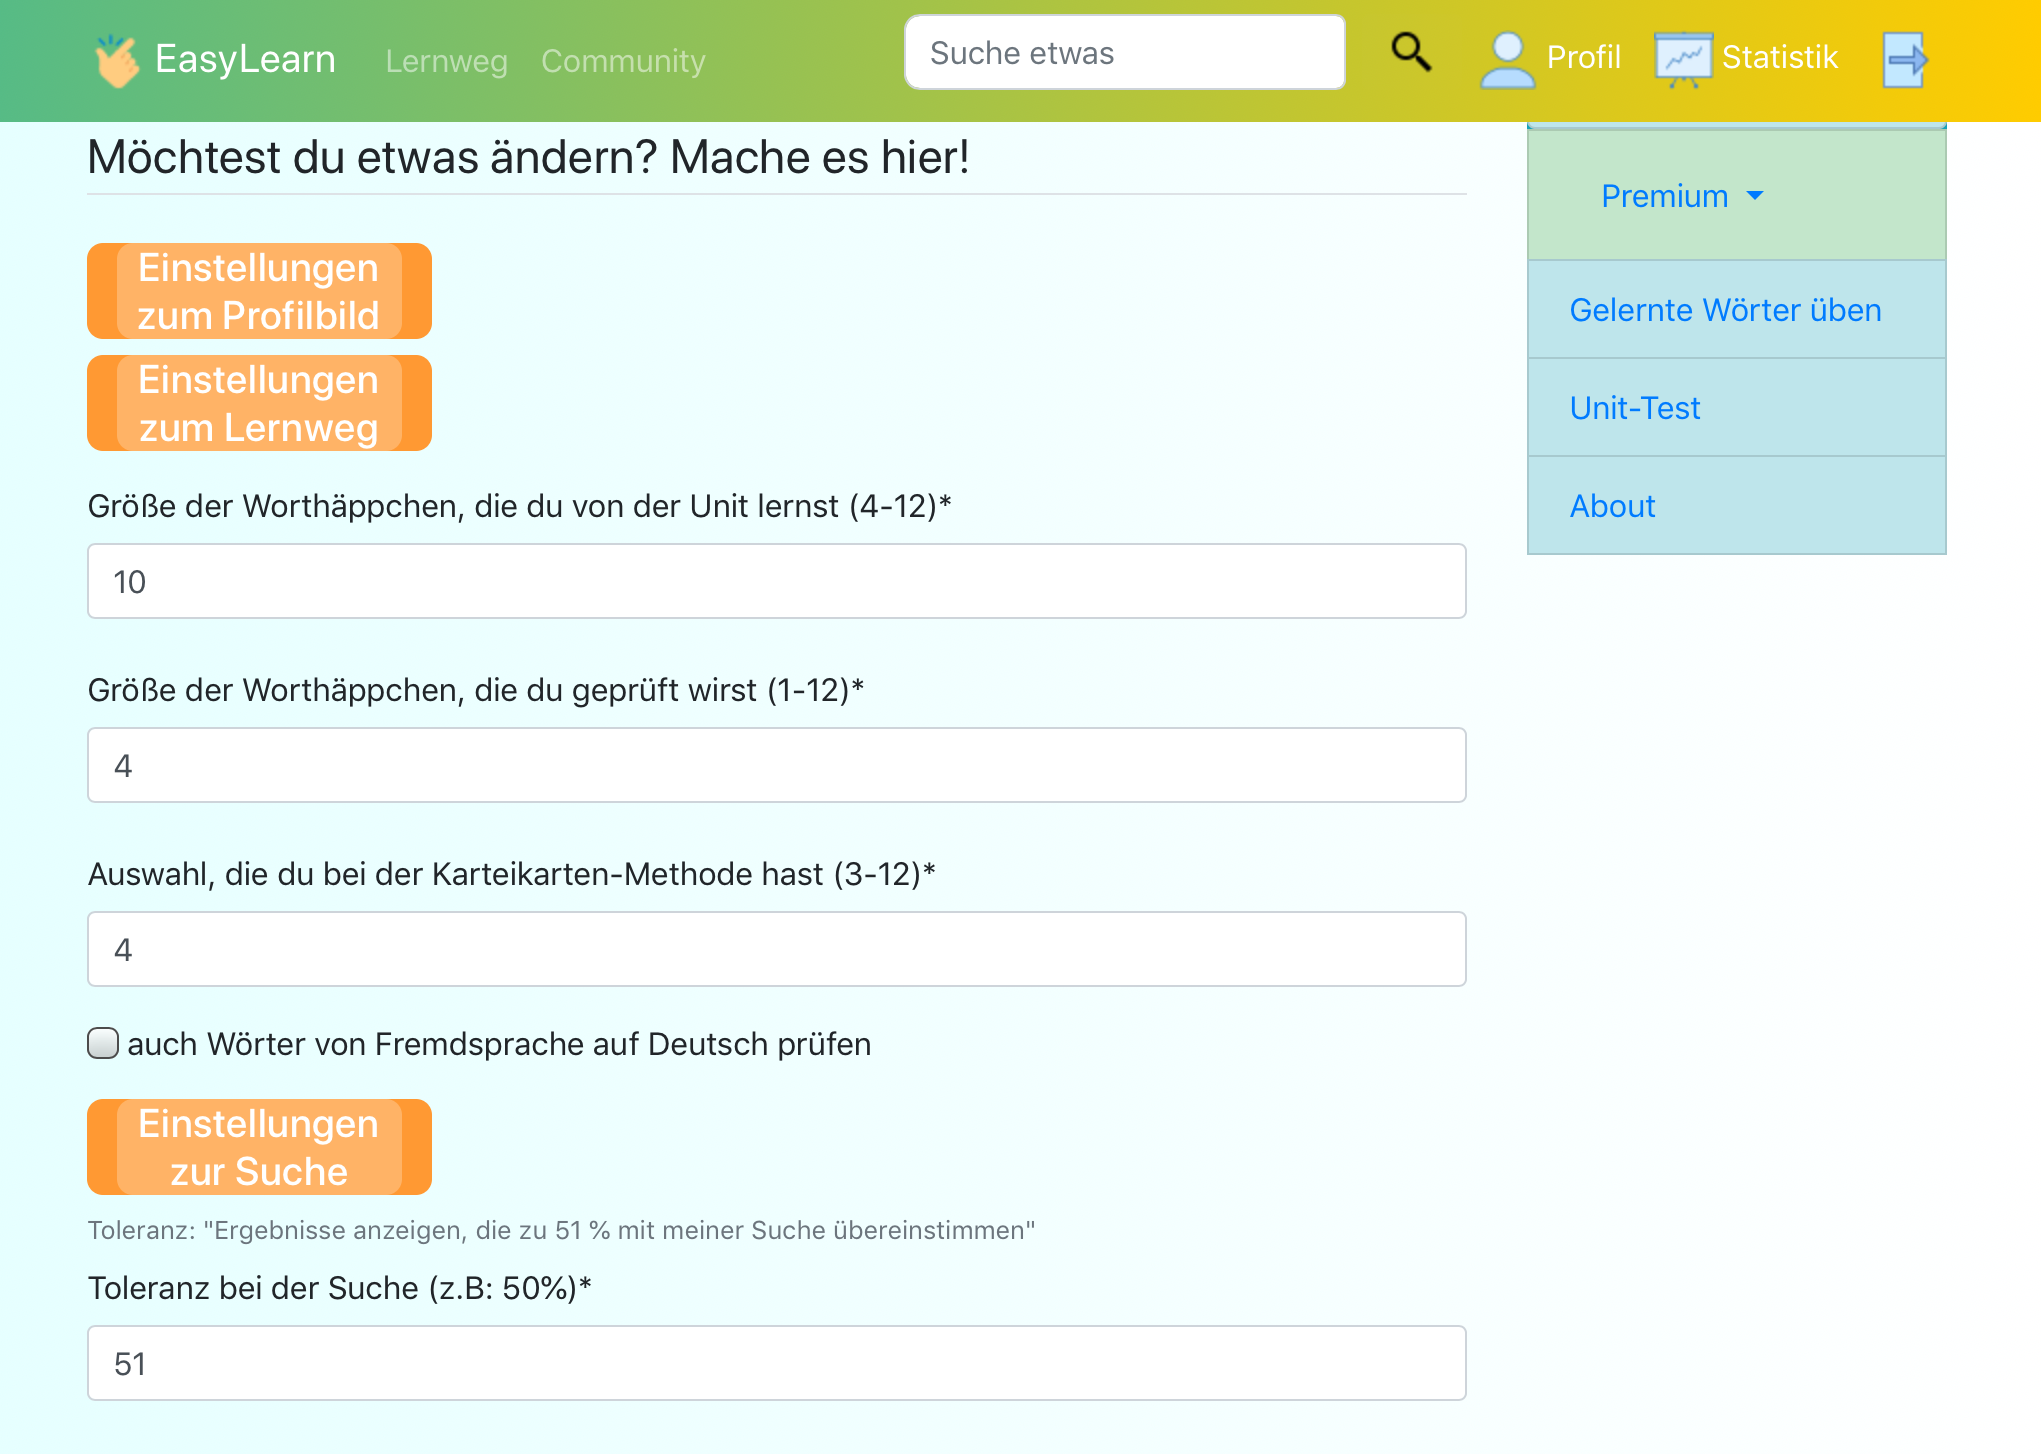 EasyLearn Lernweg Community Suche etwas Profil Statistik
Möchtest du etwas ändern? Mache es hier!
Einstellungen
zum Profilbild
Einstellungen
zum Lernweg
Größe der Worthäppchen, die du von der Unit lernst (4-12)*
10
Größe der Worthäppchen, die du geprüft wirst (1-12)*
4
Auswahl, die du bei der Karteikarten-Methode hast (3-12)*
4
auch Wörter von Fremdsprache auf Deutsch prüfen
Einstellungen
zur Suche
Toleranz: "Ergebnisse anzeigen, die zu 51 % mit meiner Suche übereinstimmen"
Toleranz bei der Suche (z.B: 50%)*
51
Premium
Gelernte Wörter üben
Unit-Test
About